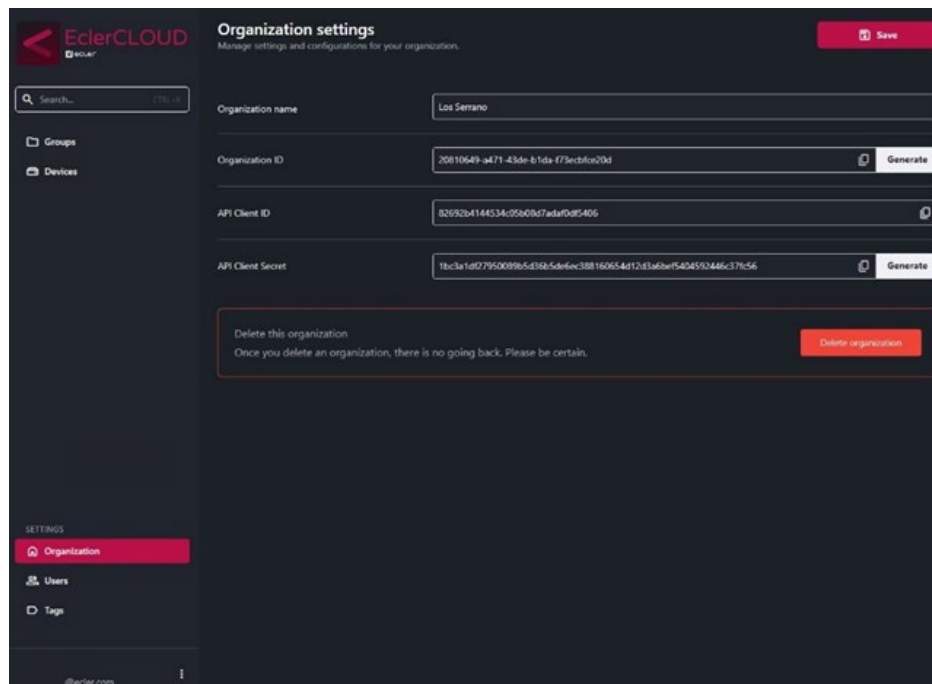 EclerCLOUD
ecler
Search...
CTRL+K
Groups
Devices
Organization settings
Manage settings and configurations for your organization.
Save
Organization name
Los Serrano
Organization ID
20810649-a471-43de-b1da-f73ecbfce20d
Generate
API Client ID
82692b4144534c05b08d7adaf0df5406
API Client Secret
1bc3a1df27950089b5d36b5de6ec388160654d12d3a6bef5404592446c37fc56
Generate
Delete this organization
Once you delete an organization, there is no going back. Please be certain.
Delete organization
SETTINGS
Organization
Users
Tags
@ecler.com